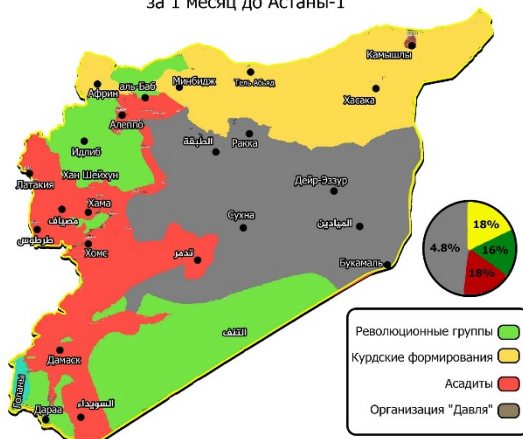 за 1 месяц до Астаны-1
Камышлы
Африн
аль-Баб
Минбидж
Тель Абьяд
Хасака
Алеппо
Идлиб
الطبقة
Ракка
Хан Шейхун
Латакия
Дейр-Эззур
Хама
مصياف
Сухна
الميادين
طرطوس
Хомс
تدمر
Букамаль
18%
4.8%
16%
18%
التنف
Революционные группы
Курдские формирования
Дамаск
Асадиты
Голаны
السويداء
Дараа
Организация "Давля"